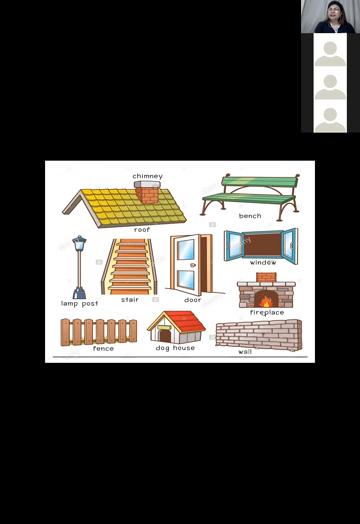 chimney
roof
bench
window
lamp post
stair
door
fireplace
fence
dog house
wall